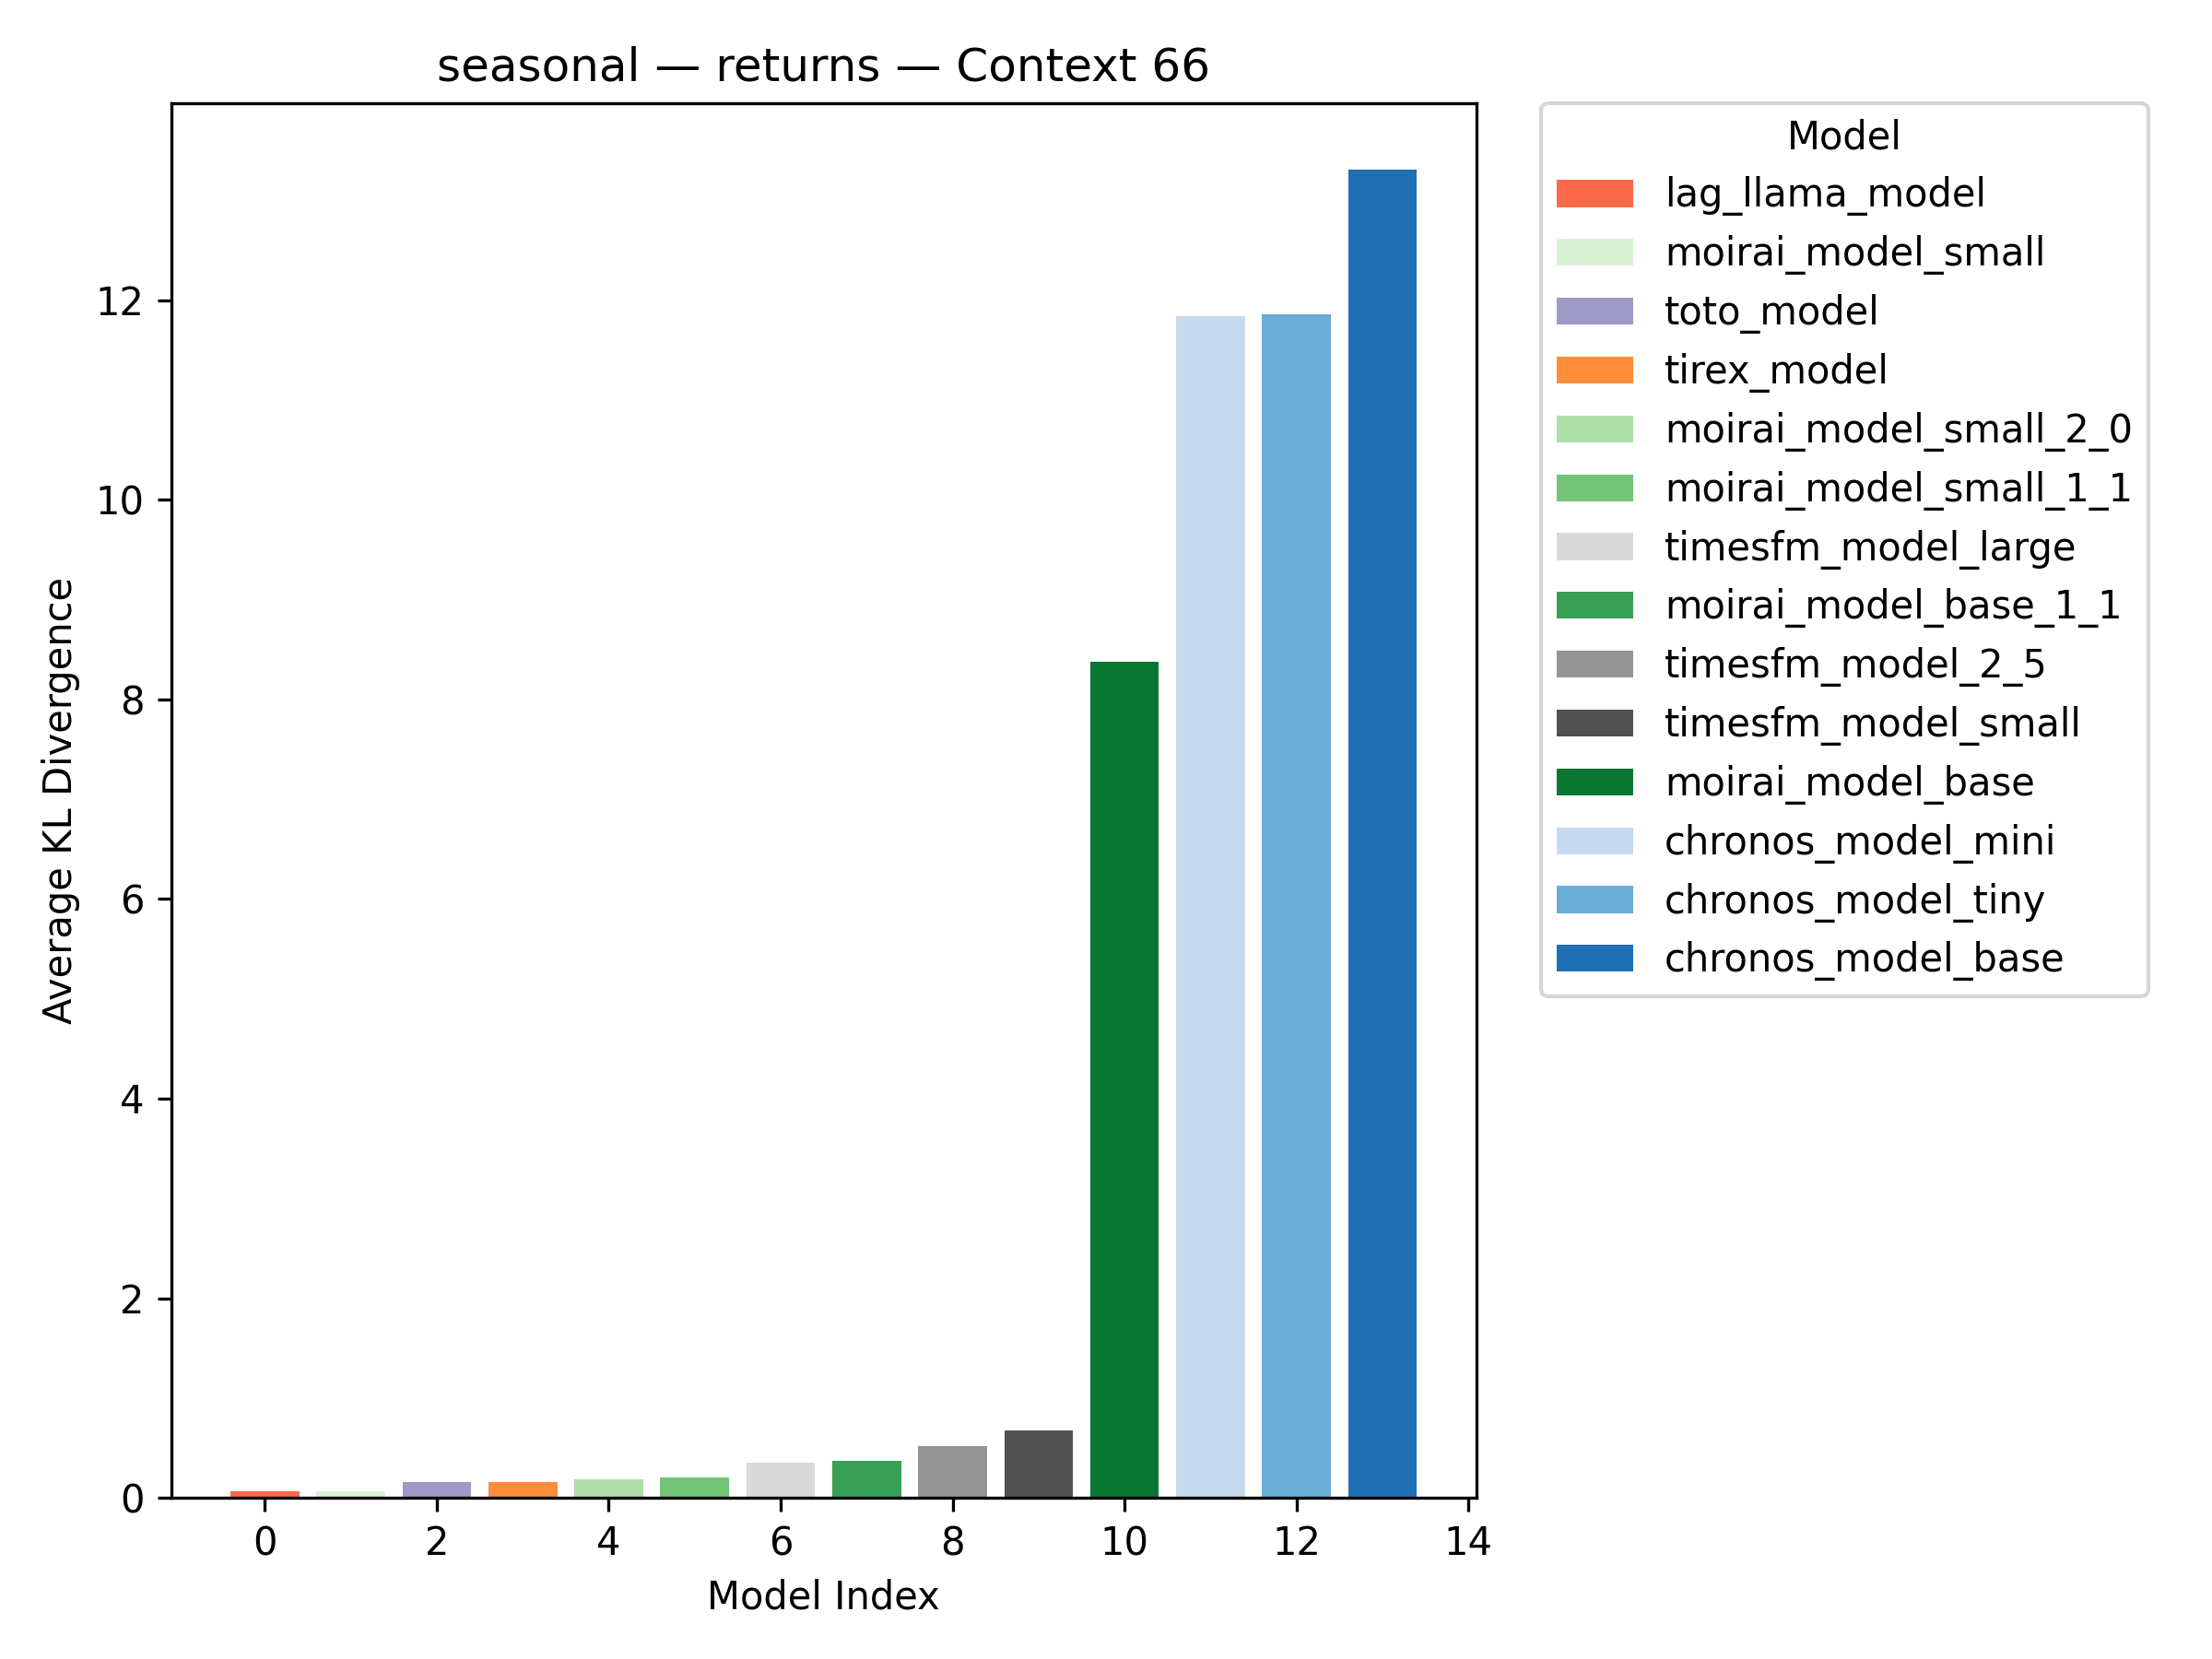 seasonal — returns — Context 66
Average KL Divergence
12
10
8
6
4
2
0
0 2 4 6 8 10 12 14
Model Index
Model
lag_llama_model
moirai_model_small
toto_model
tirex_model
moirai_model_small_2_0
moirai_model_small_1_1
timesfm_model_large
moirai_model_base_1_1
timesfm_model_2_5
timesfm_model_small
moirai_model_base
chronos_model_mini
chronos_model_tiny
chronos_model_base